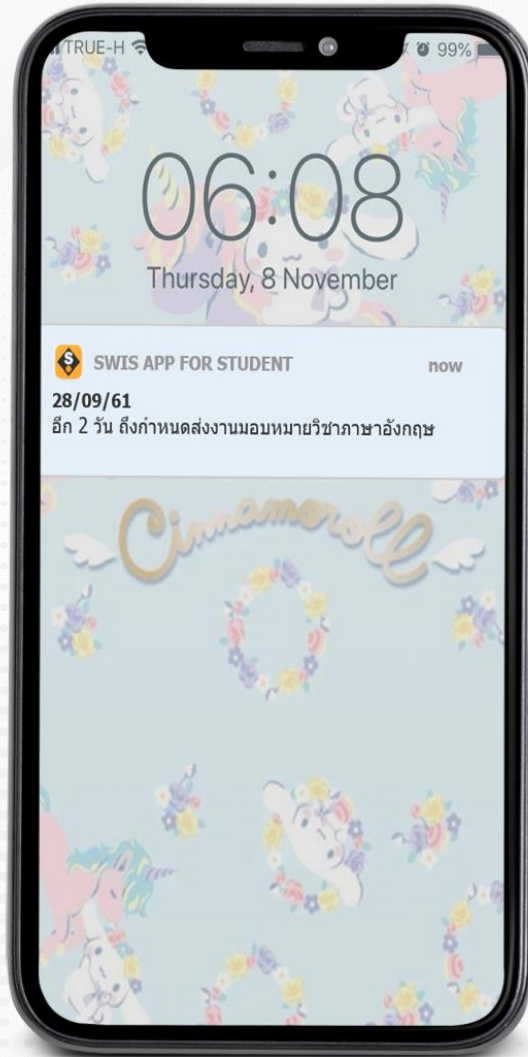 TRUE-H 99%
06:08
Thursday, 8 November
SWIS APP FOR STUDENT now
28/09/61
อีก 2 วัน ถึงกำหนดส่งงานมอบหมายวิชาภาษาอังกฤษ
Cinnamoroll